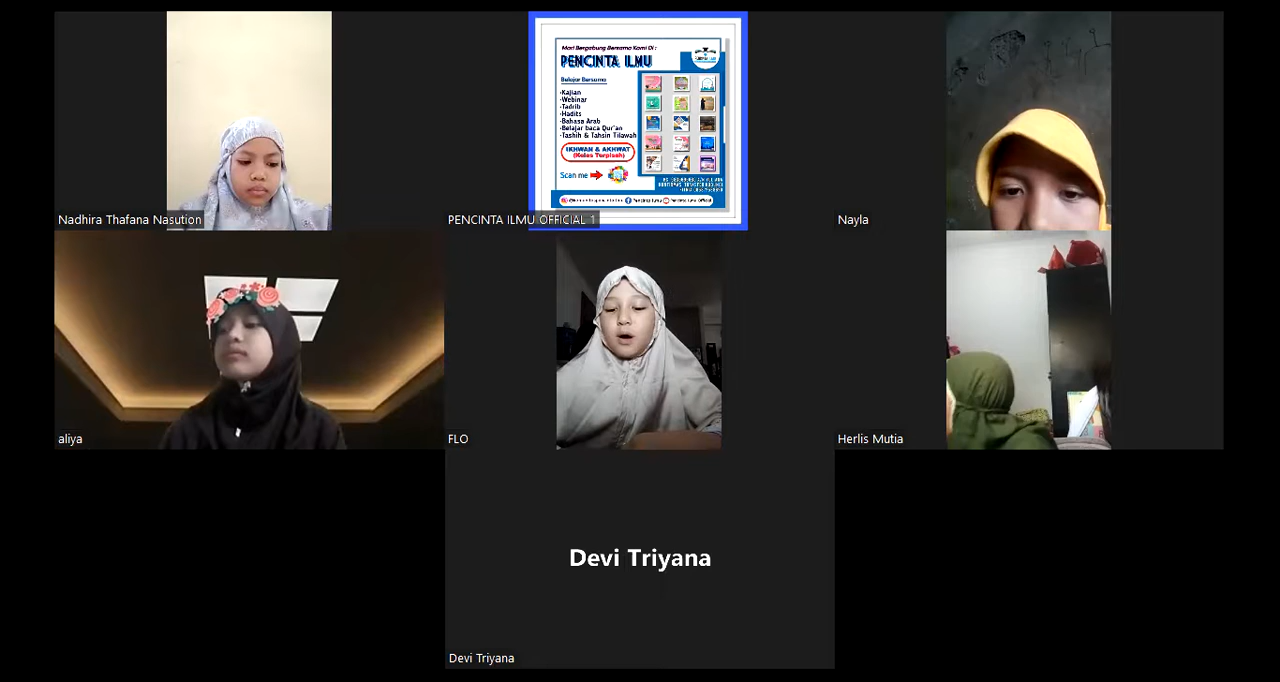 Mari Bergabung Bersama Kami Di :
PENCINTA ILMU
Belajar Bersama
-Kajian
-Webinar
-Tadrib
-Hadits
-Bahasa Arab
-Belajar baca Qur'an
-Tashih & Tahsin Tilawah
IKHWAN & AKHWAT
(Kelas Terpisah)
Scan me
Nadhira Thafana Nasution
PENCINTA ILMU OFFICIAL 1
Nayla
aliya
FLO
Herlis Mutia
Devi Triyana
Devi Triyana